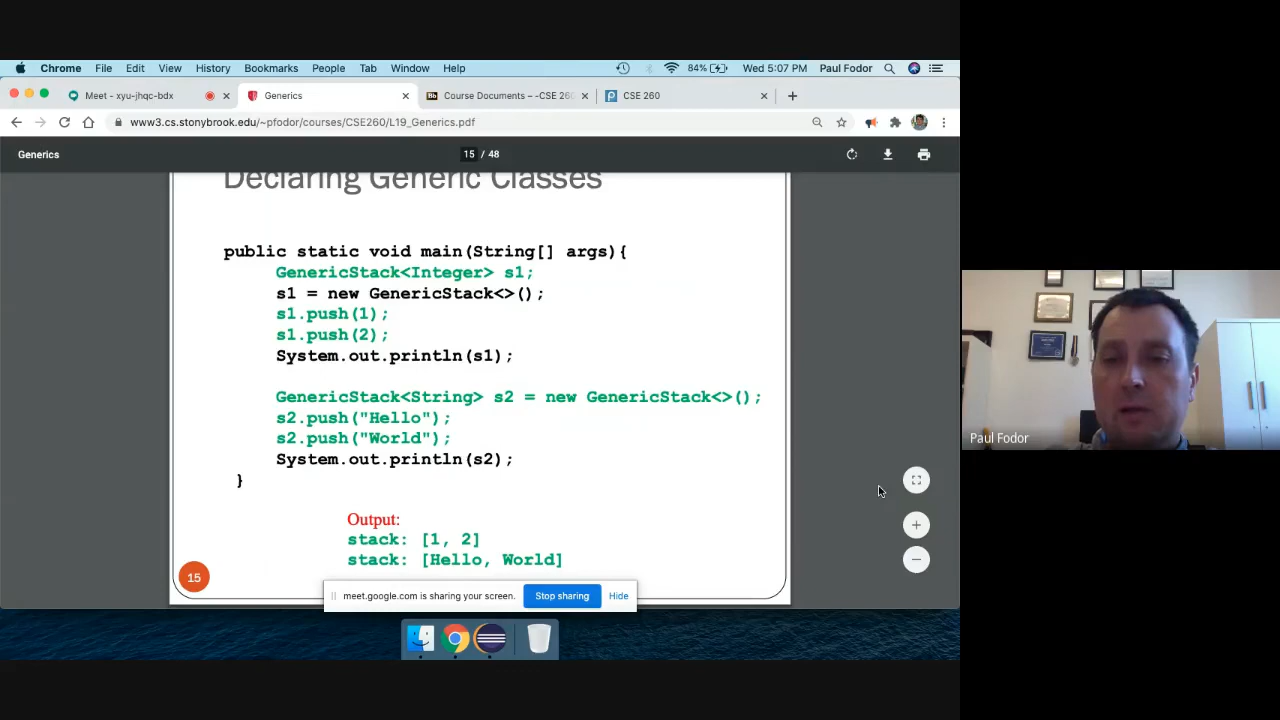 Chrome File Edit View History Bookmarks People Tab Window Help 84% Wed 5:07 PM Paul Fodor
Meet - xyu-jhqc-bdx Generics Bb Course Documents – -CSE 260 CSE 260
www3.cs.stonybrook.edu/~pfodor/courses/CSE260/L19_Generics.pdf
Generics 15 / 48
Declaring Generic Classes
public static void main(String[] args){
GenericStack<Integer> s1;
s1 = new GenericStack<>();
s1.push(1);
s1.push(2);
System.out.println(s1);
GenericStack<String> s2 = new GenericStack<>();
s2.push("Hello");
s2.push("World");
System.out.println(s2);
}
Output:
stack: [1, 2]
stack: [Hello, World]
15
meet.google.com is sharing your screen. Stop sharing Hide
Paul Fodor